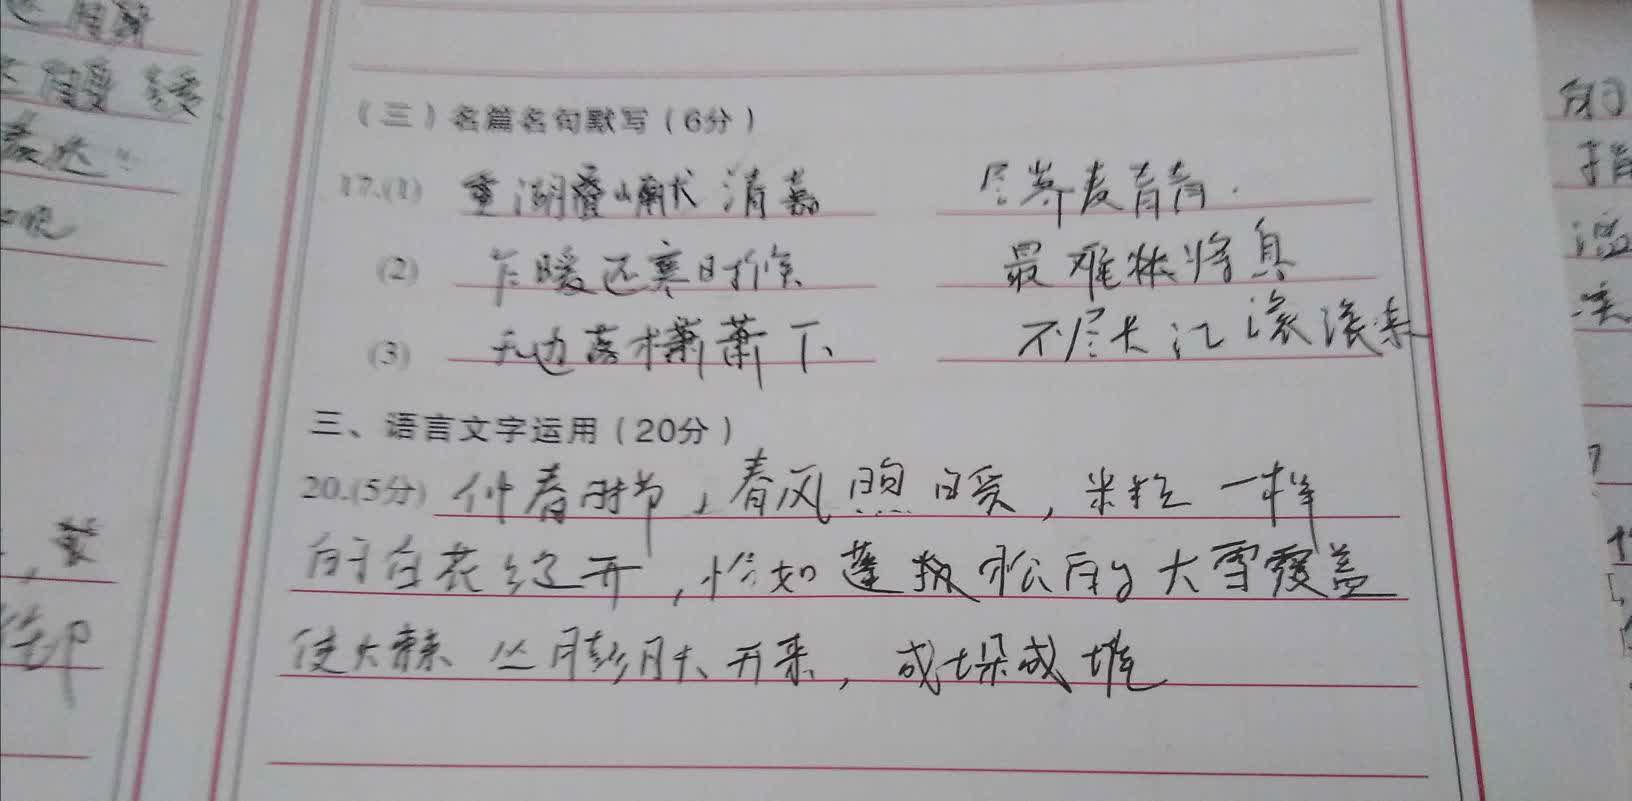 (三)名篇名句默写(6分)
17.(1) 重湖叠巘清嘉 尽荠麦青青.
(2) 乍暖还寒时候 最难将息
(3) 无边落木萧萧下 不尽长江滚滚来
三、语言文字运用(20分)
20.(5分) 仲春时节,春风煦暖,米粒一样
的白花绽开,恰如蓬松的大雪覆盖
使大棘丛膨胀开来,成垛成堆